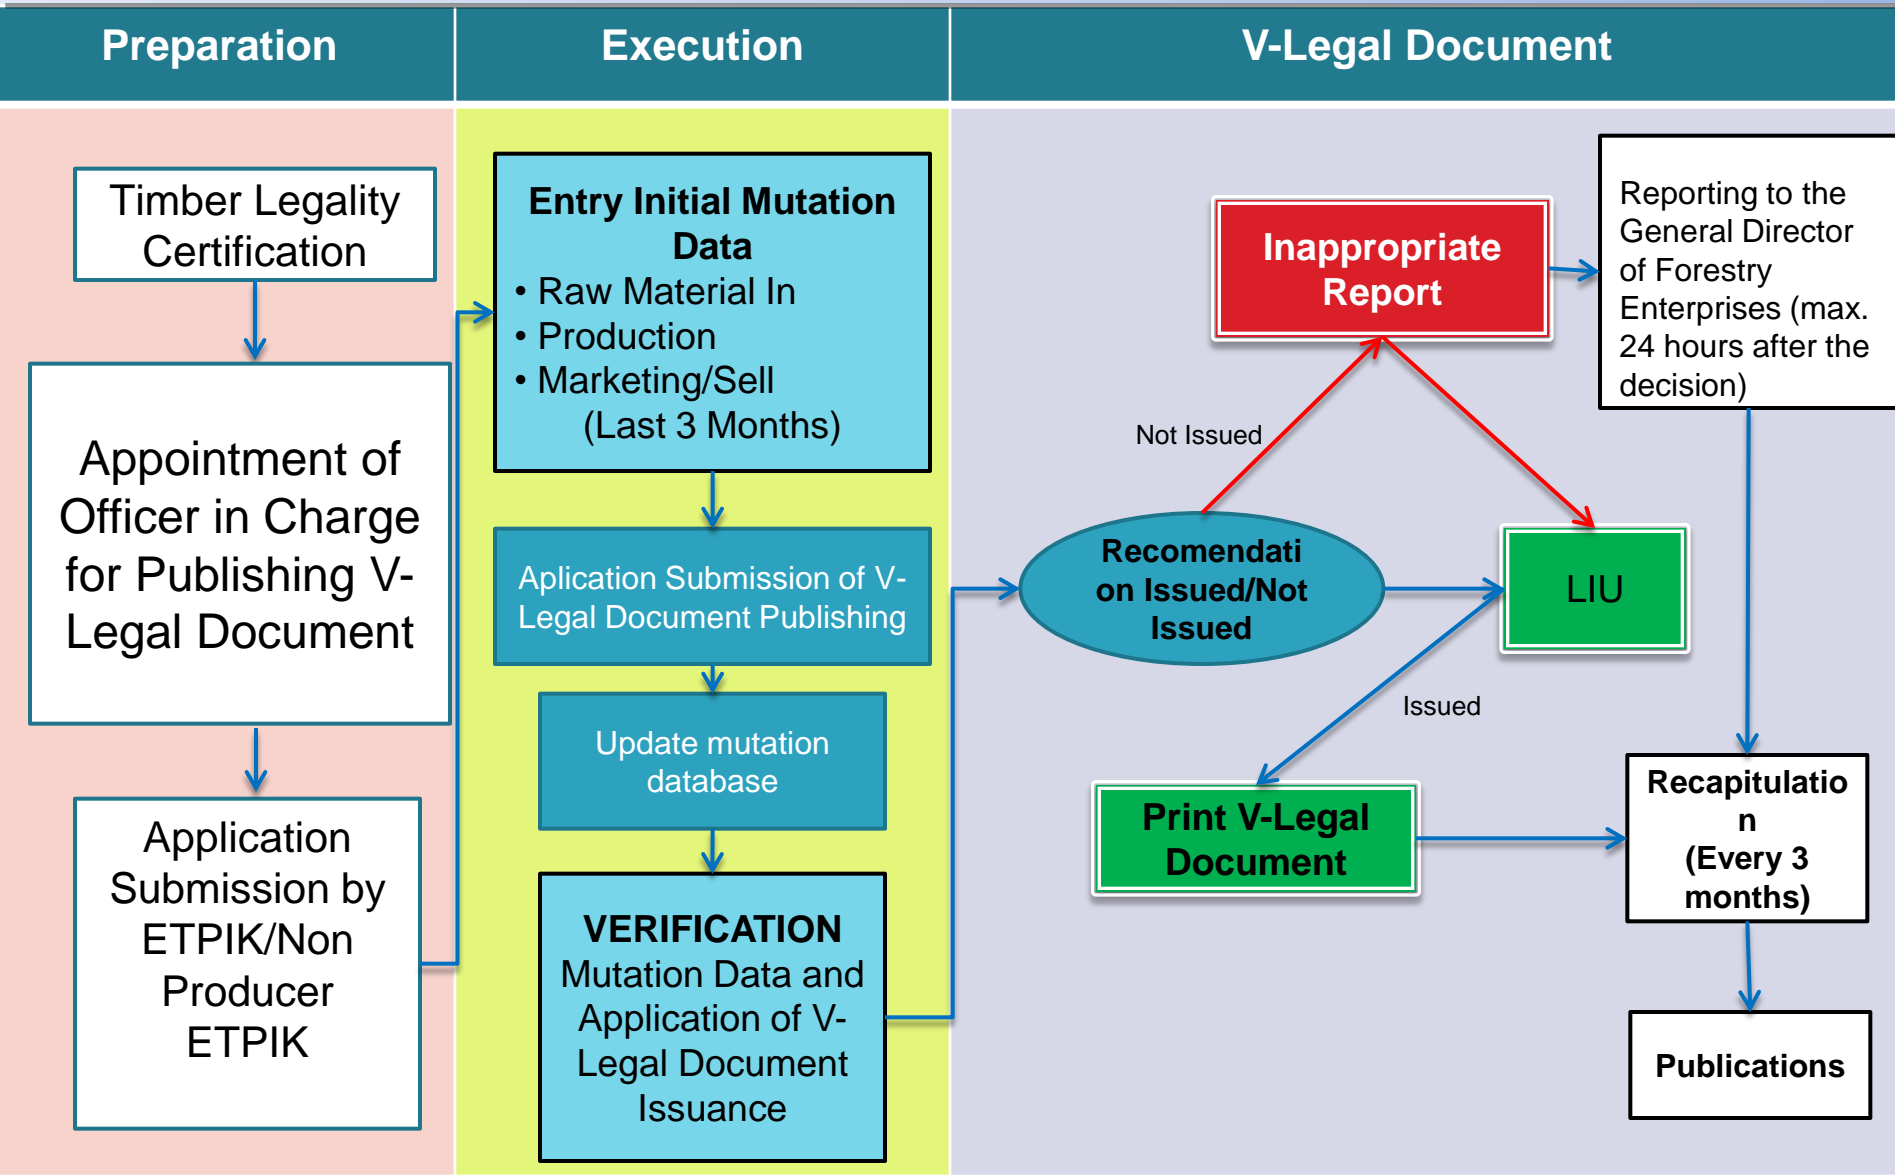 Preparation
Execution
V-Legal Document
Timber Legality
Certification
Appointment of
Officer in Charge
for Publishing V-
Legal Document
Application
Submission by
ETPIK/Non
Producer
ETPIK
Entry Initial Mutation
Data
• Raw Material In
• Production
• Marketing/Sell
(Last 3 Months)
Aplication Submission of V-
Legal Document Publishing
Update mutation
database
VERIFICATION
Mutation Data and
Application of V-
Legal Document
Issuance
Inappropriate
Report
Reporting to the
General Director
of Forestry
Enterprises (max.
24 hours after the
decision)
Not Issued
Recomendati
on Issued/Not
Issued
LIU
Issued
Print V-Legal
Document
Recapitulatio
n
(Every 3
months)
Publications